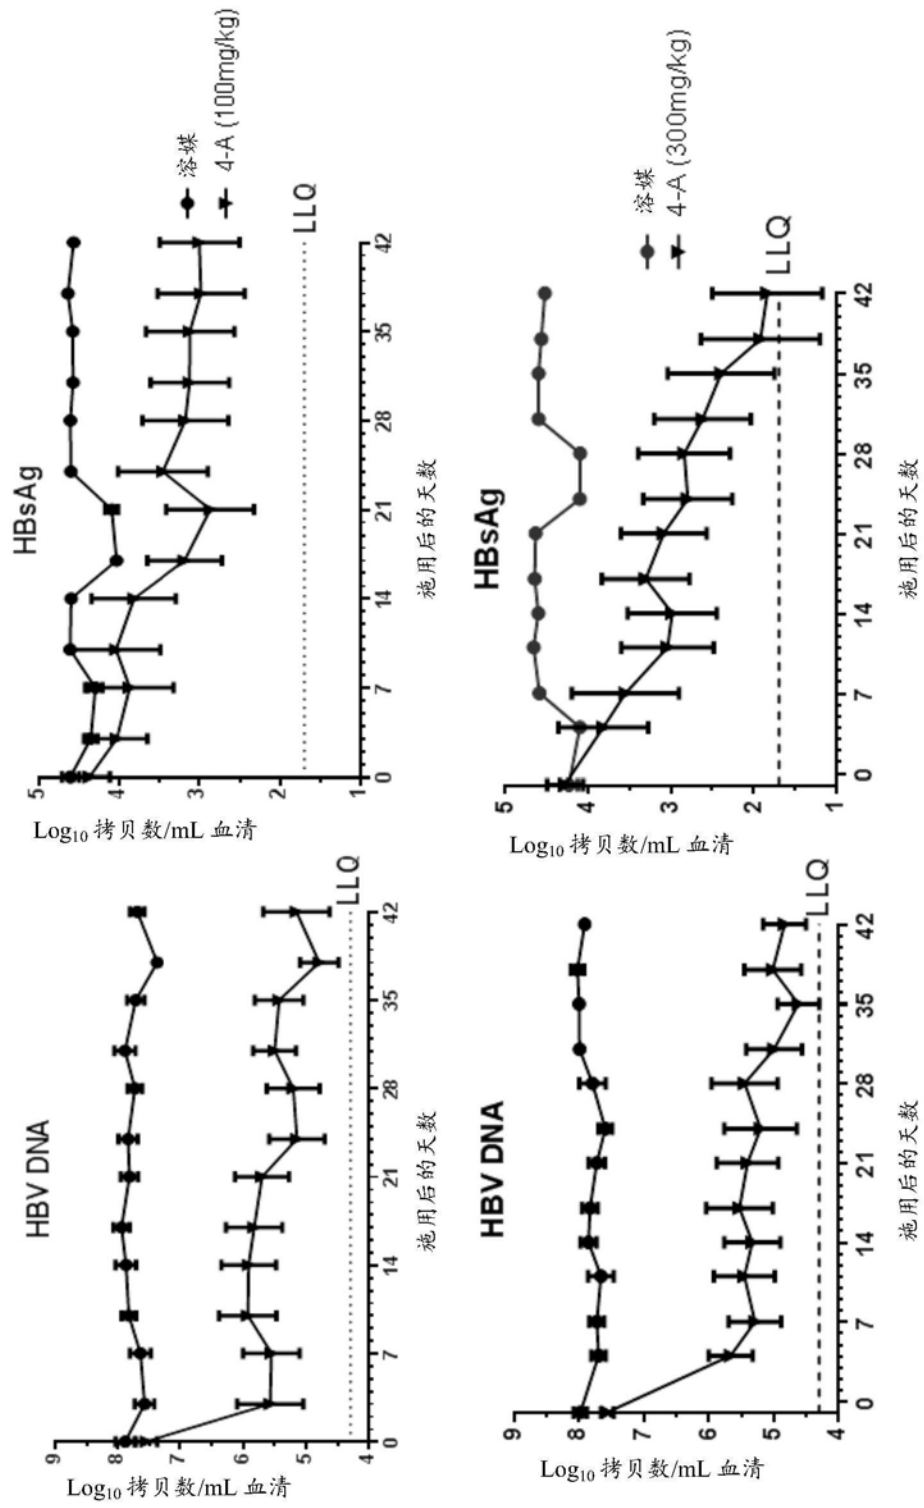 HBV DNA
Log₁₀ 拷贝数/mL 血清
9
8
7
6
5
4
LLQ
0 7 14 21 28 35 42
施用后的天数
HBsAg
Log₁₀ 拷贝数/mL 血清
5
4
3
2
1
溶媒
4-A (100mg/kg)
LLQ
0 7 14 21 28 35 42
施用后的天数
HBV DNA
Log₁₀ 拷贝数/mL 血清
9
8
7
6
5
4
LLQ
0 7 14 21 28 35 42
施用后的天数
HBsAg
Log₁₀ 拷贝数/mL 血清
5
4
3
2
1
溶媒
4-A (300mg/kg)
LLQ
0 7 14 21 28 35 42
施用后的天数